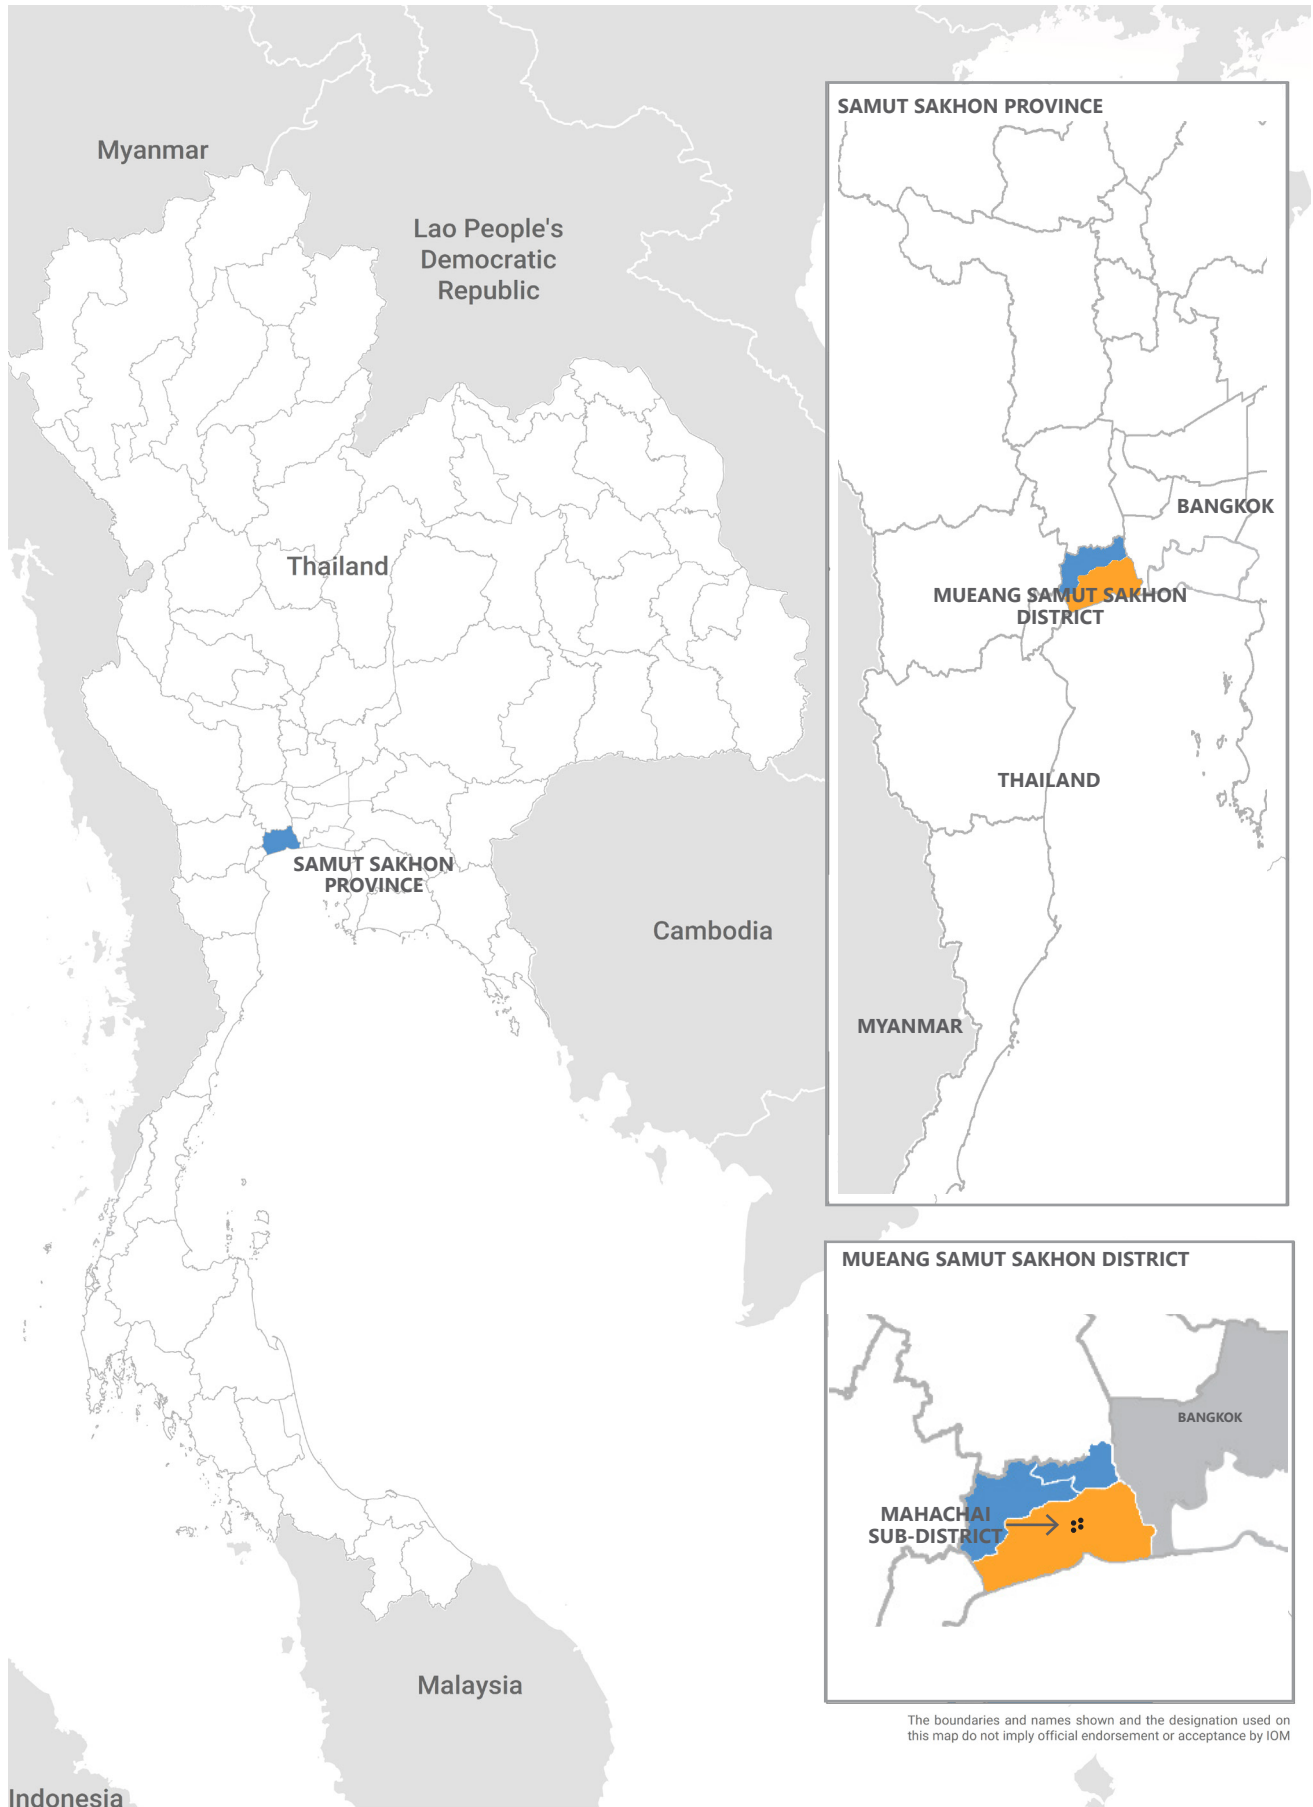 Myanmar
Lao People's
Democratic
Republic
Thailand
SAMUT SAKHON
PROVINCE
Cambodia
Malaysia
Indonesia
SAMUT SAKHON PROVINCE
BANGKOK
MUEANG SAMUT SAKHON
DISTRICT
THAILAND
MYANMAR
MUEANG SAMUT SAKHON DISTRICT
BANGKOK
MAHACHAI
SUB-DISTRICT
The boundaries and names shown and the designation used on
this map do not imply official endorsement or acceptance by IOM